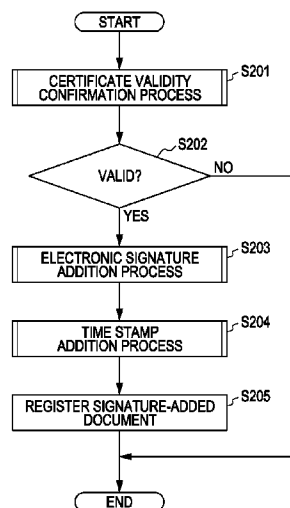 START
S201
CERTIFICATE VALIDITY
CONFIRMATION PROCESS
S202
VALID?
NO
YES
S203
ELECTRONIC SIGNATURE
ADDITION PROCESS
S204
TIME STAMP
ADDITION PROCESS
S205
REGISTER SIGNATURE-ADDED
DOCUMENT
END